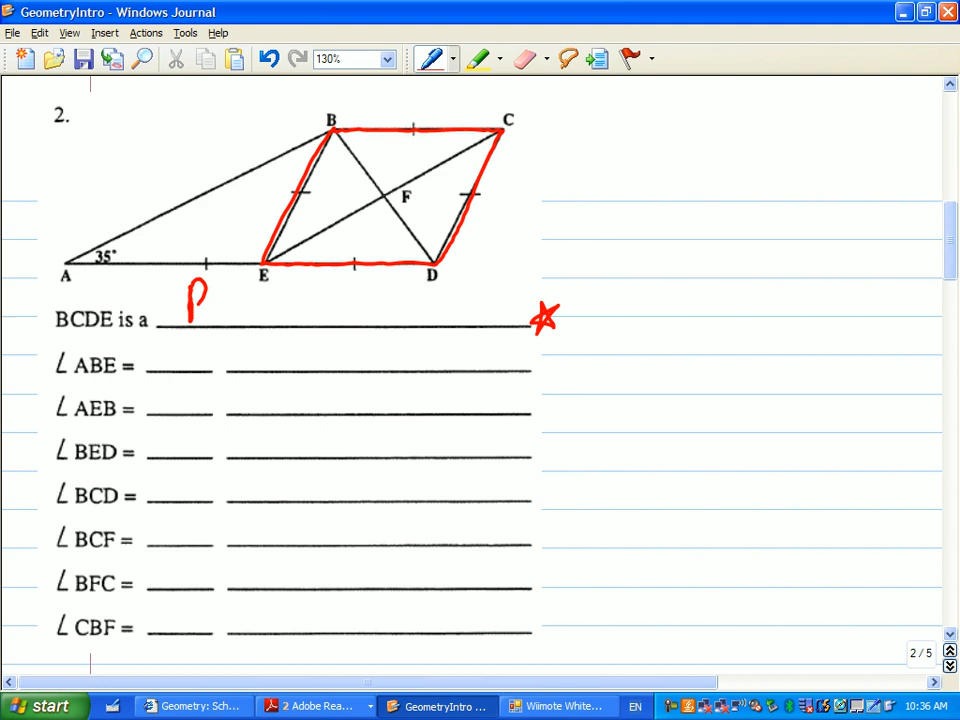 GeometryIntro - Windows Journal
File Edit View Insert Actions Tools Help
130%
2.
B C
F
35°
A E D
P
BCDE is a
∠ ABE =
∠ AEB =
∠ BED =
∠ BCD =
∠ BCF =
∠ BFC =
∠ CBF =
2 / 5
start Geometry: Sch... 2 Adobe Rea... GeometryIntro ... Wiimote White... EN 10:36 AM